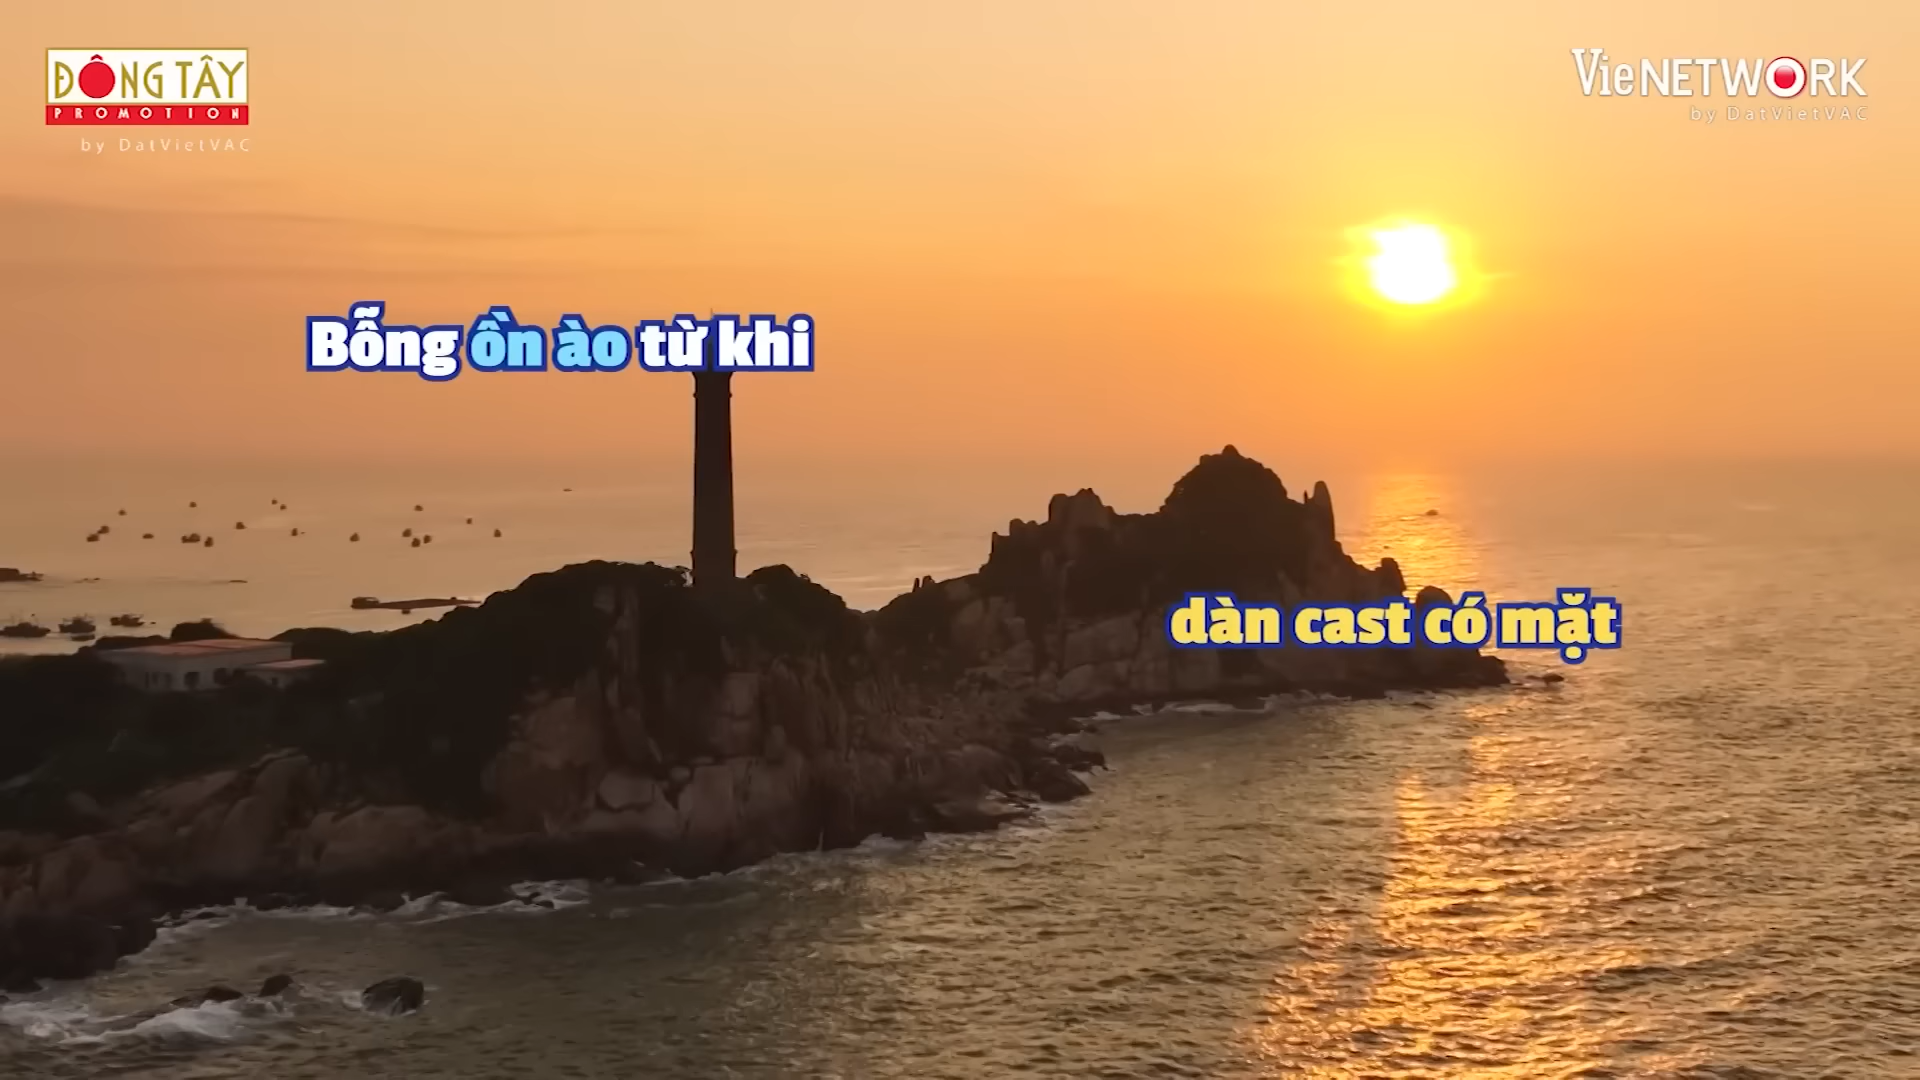 ĐÔNG TÂY
PROMOTION
by DatVietVAC
VieNETWORK
by DatVietVAC
Bỗng ồn ào từ khi
dàn cast có mặt